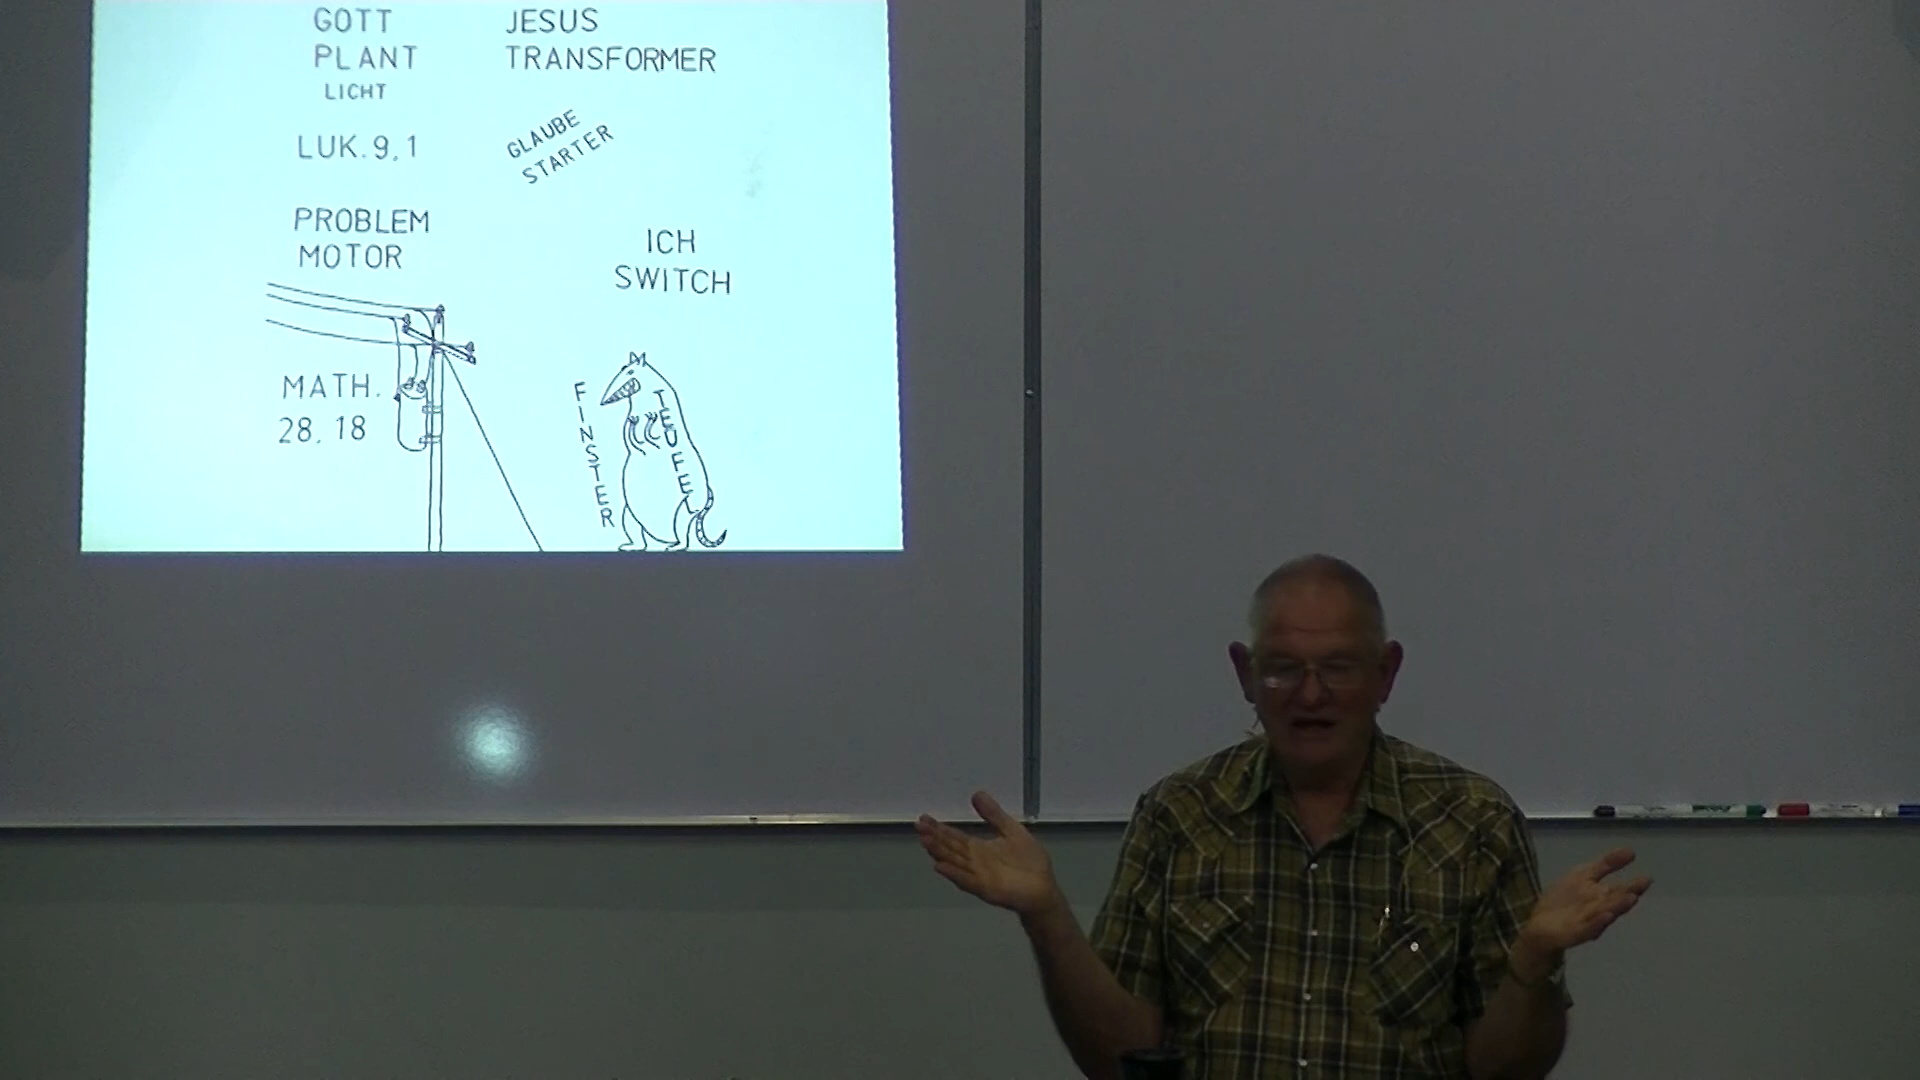 GOTT
PLANT
LICHT
JESUS
TRANSFORMER
LUK. 9, 1
GLAUBE
STARTER
PROBLEM
MOTOR
ICH
SWITCH
MATH.
28, 18
FINSTER
TEUFEL